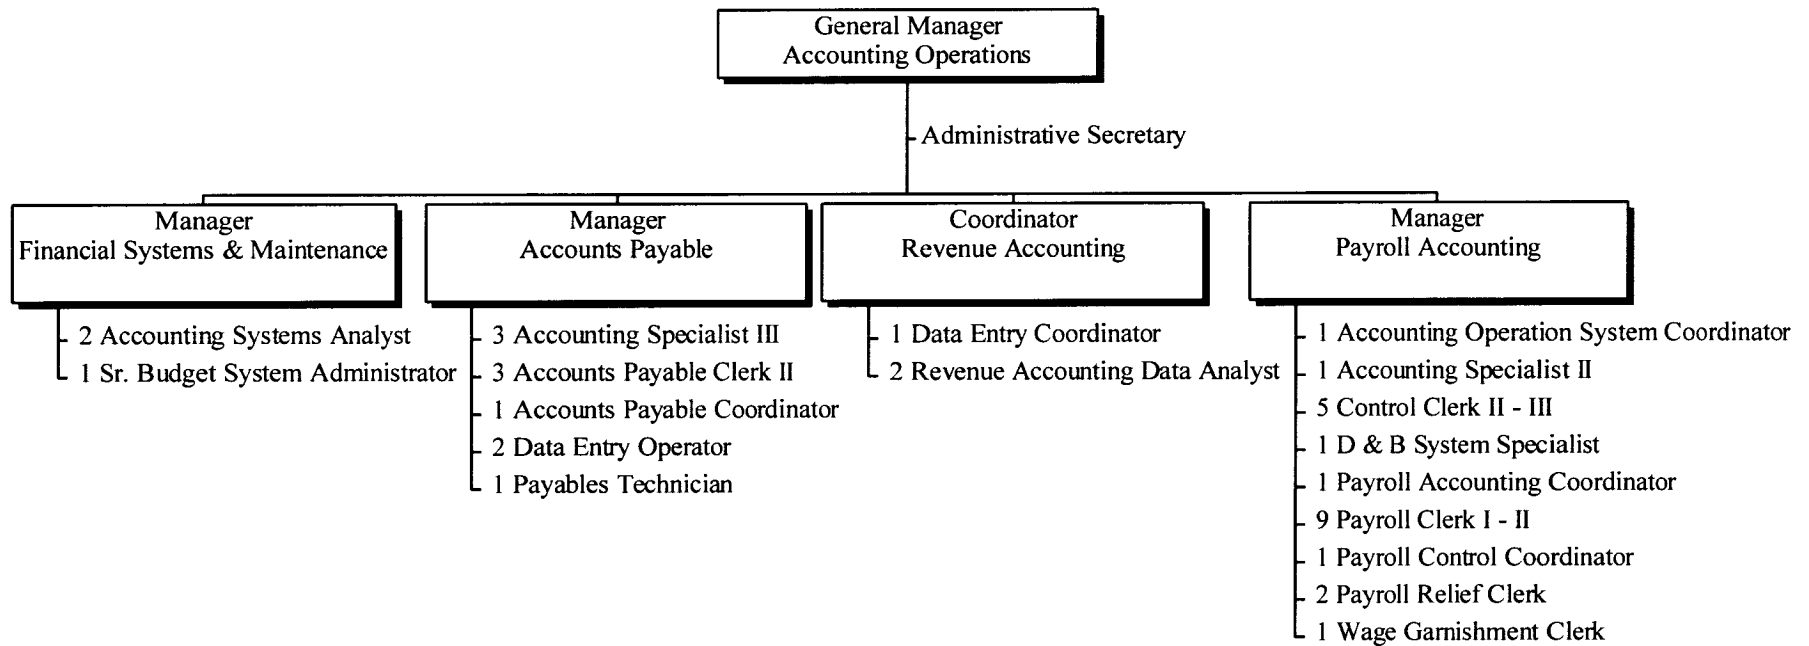 General Manager
Accounting Operations
Administrative Secretary
Manager
Financial Systems & Maintenance
2 Accounting Systems Analyst
1 Sr. Budget System Administrator
Manager
Accounts Payable
3 Accounting Specialist III
3 Accounts Payable Clerk II
1 Accounts Payable Coordinator
2 Data Entry Operator
1 Payables Technician
Coordinator
Revenue Accounting
1 Data Entry Coordinator
2 Revenue Accounting Data Analyst
Manager
Payroll Accounting
1 Accounting Operation System Coordinator
1 Accounting Specialist II
5 Control Clerk II - III
1 D & B System Specialist
1 Payroll Accounting Coordinator
9 Payroll Clerk I - II
1 Payroll Control Coordinator
2 Payroll Relief Clerk
1 Wage Garnishment Clerk